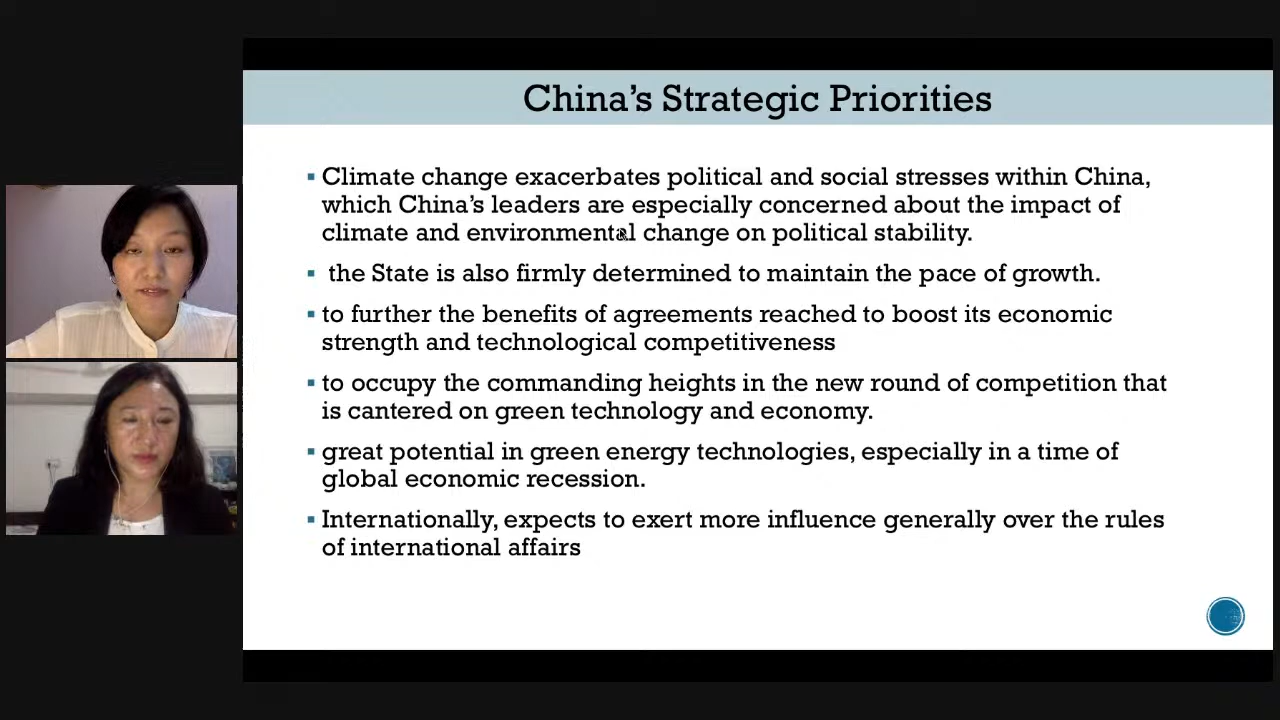 China's Strategic Priorities
▪ Climate change exacerbates political and social stresses within China,
which China's leaders are especially concerned about the impact of
climate and environmental change on political stability.
▪ the State is also firmly determined to maintain the pace of growth.
▪ to further the benefits of agreements reached to boost its economic
strength and technological competitiveness
▪ to occupy the commanding heights in the new round of competition that
is cantered on green technology and economy.
▪ great potential in green energy technologies, especially in a time of
global economic recession.
▪ Internationally, expects to exert more influence generally over the rules
of international affairs